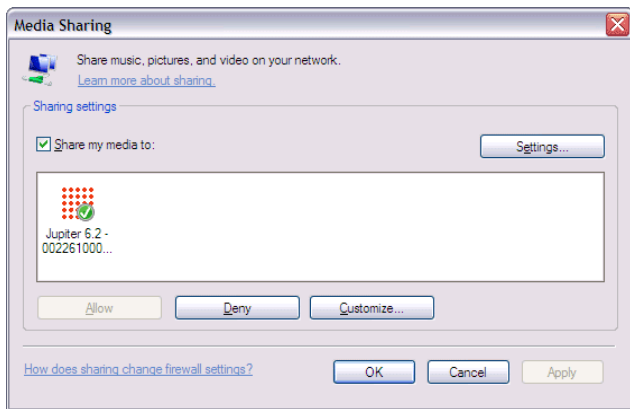 Media Sharing
Share music, pictures, and video on your network.
Learn more about sharing.
Sharing settings
Share my media to:
Settings...
Jupiter 6.2 -
002261000...
Allow
Deny
Customize...
How does sharing change firewall settings?
OK
Cancel
Apply